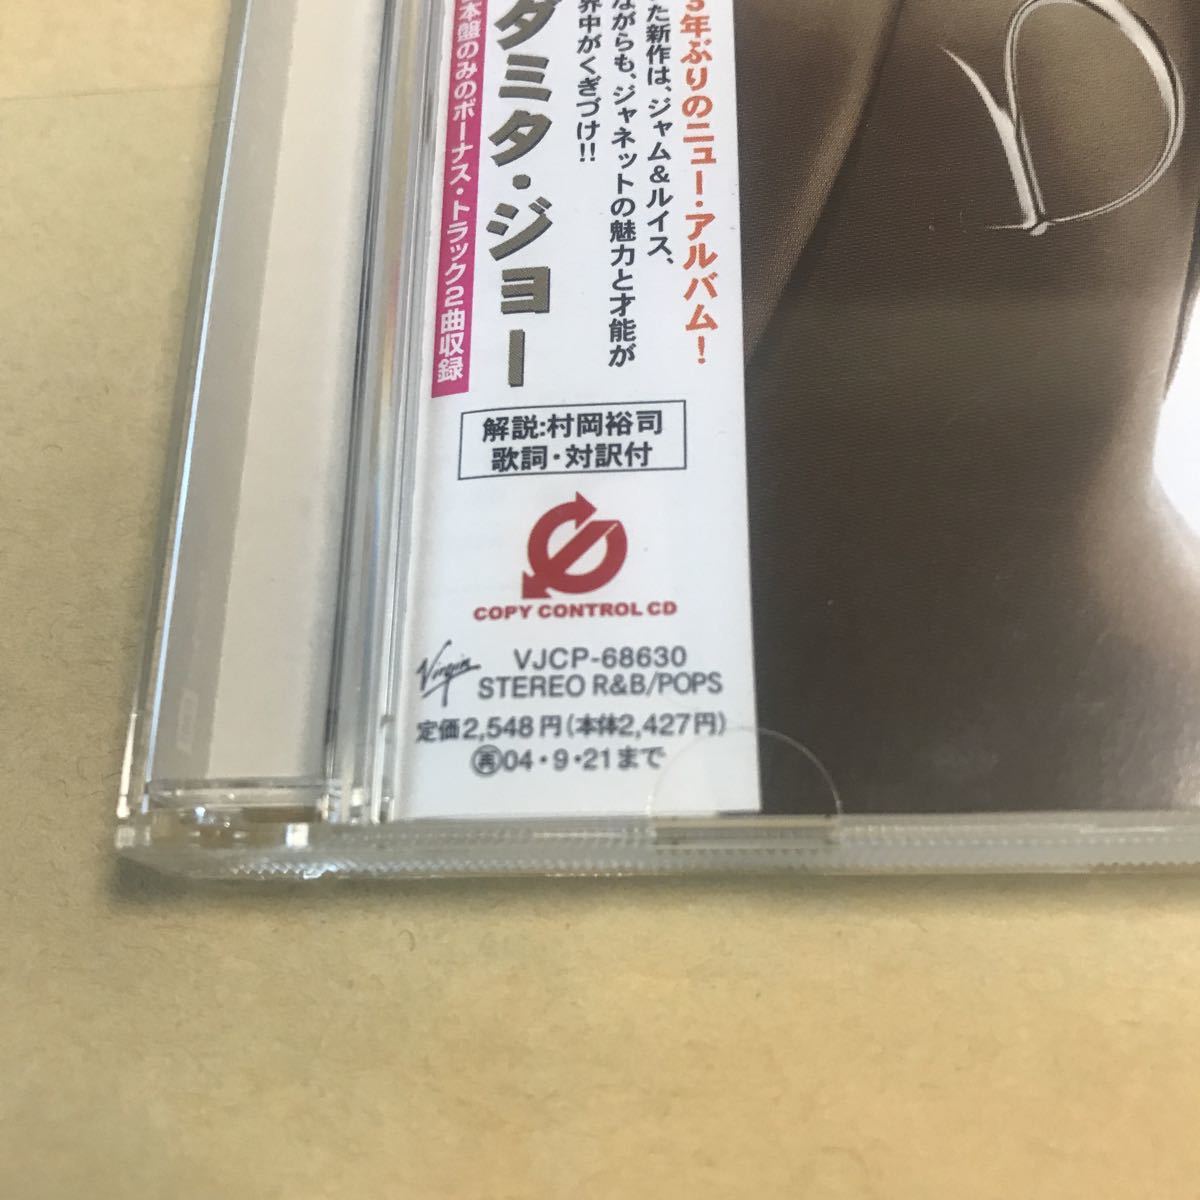 3年ぶりのニュー・アルバム!
た新作は、ジャム&ルイス、
ながらも、ジャネットの魅力と才能が
界中がくぎづけ!!
ダミタ・ジョー
本盤のみのボーナス・トラック2曲収録
解説:村岡裕司
歌詞・対訳付
COPY CONTROL CD
Virgin
VJCP-68630
STEREO R&B/POPS
定価2,548円(本体2,427円)
再04・9・21まで
D